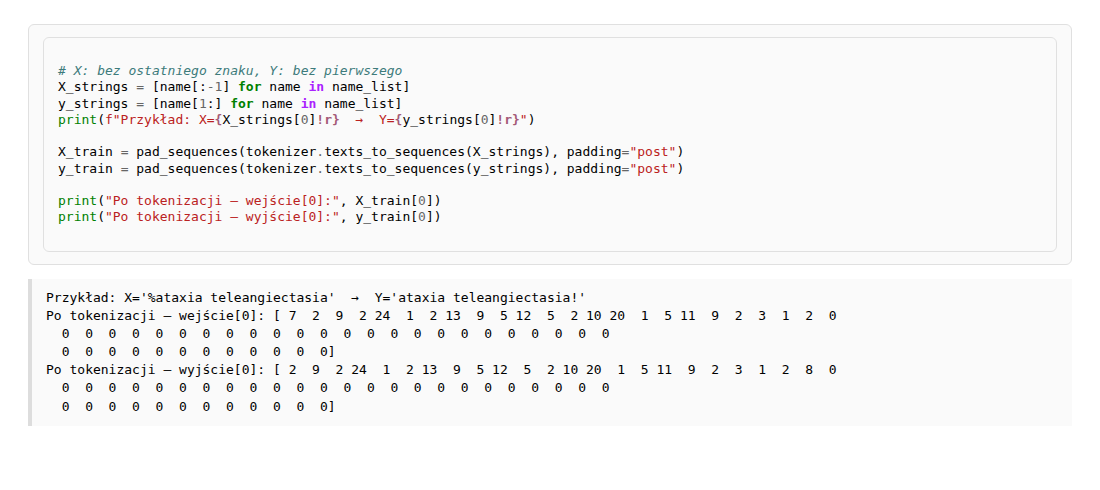 # X: bez ostatniego znaku, Y: bez pierwszego
X_strings = [name[:-1] for name in name_list]
y_strings = [name[1:] for name in name_list]
print(f"Przykład: X={X_strings[0]!r}  →  Y={y_strings[0]!r}")
X_train = pad_sequences(tokenizer.texts_to_sequences(X_strings), padding="post")
y_train = pad_sequences(tokenizer.texts_to_sequences(y_strings), padding="post")
print("Po tokenizacji — wejście[0]:", X_train[0])
print("Po tokenizacji — wyjście[0]:", y_train[0])
Przykład: X='%ataxia teleangiectasia'  →  Y='ataxia teleangiectasia!'
Po tokenizacji — wejście[0]: [ 7  2  9  2 24  1  2 13  9  5 12  5  2 10 20  1  5 11  9  2  3  1  2  0
  0  0  0  0  0  0  0  0  0  0  0  0  0  0  0  0  0  0  0  0  0  0  0  0
  0  0  0  0  0  0  0  0  0  0  0  0]
Po tokenizacji — wyjście[0]: [ 2  9  2 24  1  2 13  9  5 12  5  2 10 20  1  5 11  9  2  3  1  2  8  0
  0  0  0  0  0  0  0  0  0  0  0  0  0  0  0  0  0  0  0  0  0  0  0  0
  0  0  0  0  0  0  0  0  0  0  0  0]